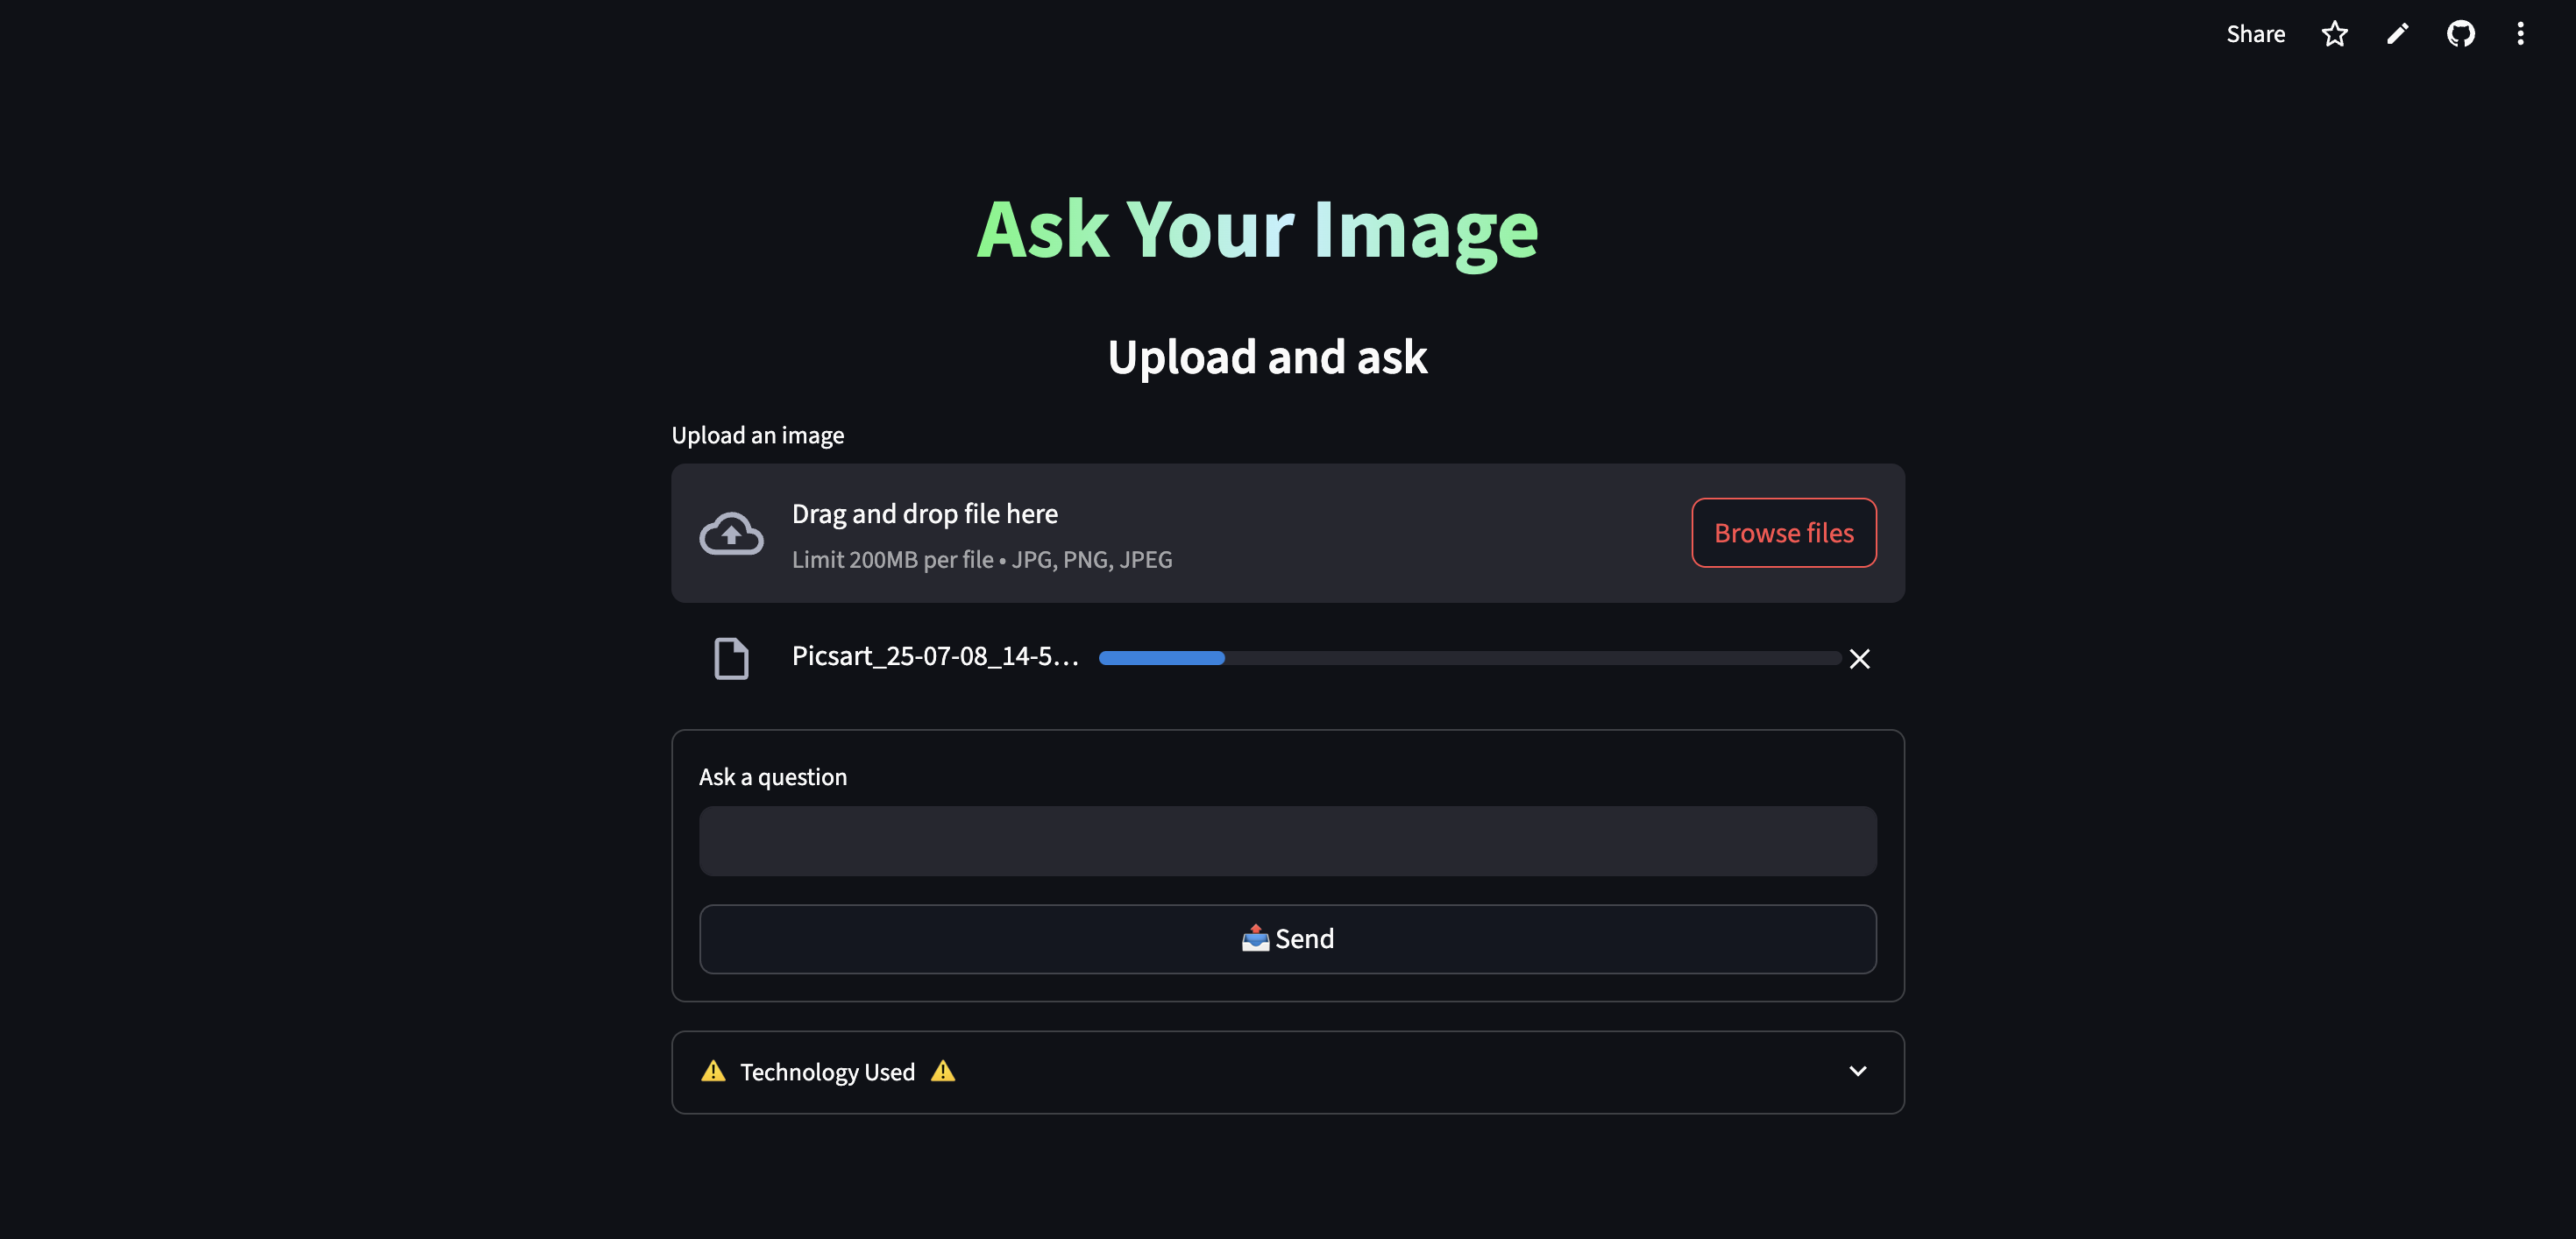 Share
Ask Your Image
Upload and ask
Upload an image
Drag and drop file here
Limit 200MB per file • JPG, PNG, JPEG
Browse files
Picsart_25-07-08_14-5...
Ask a question
📤 Send
⚠️ Technology Used ⚠️